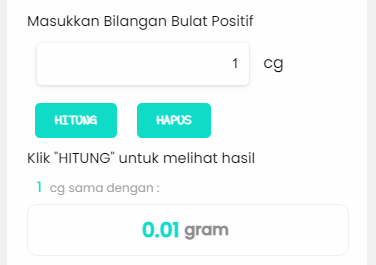 Masukkan Bilangan Bulat Positif
1 cg
HITUNG HAPUS
Klik "HITUNG" untuk melihat hasil
1 cg sama dengan :
0.01 gram